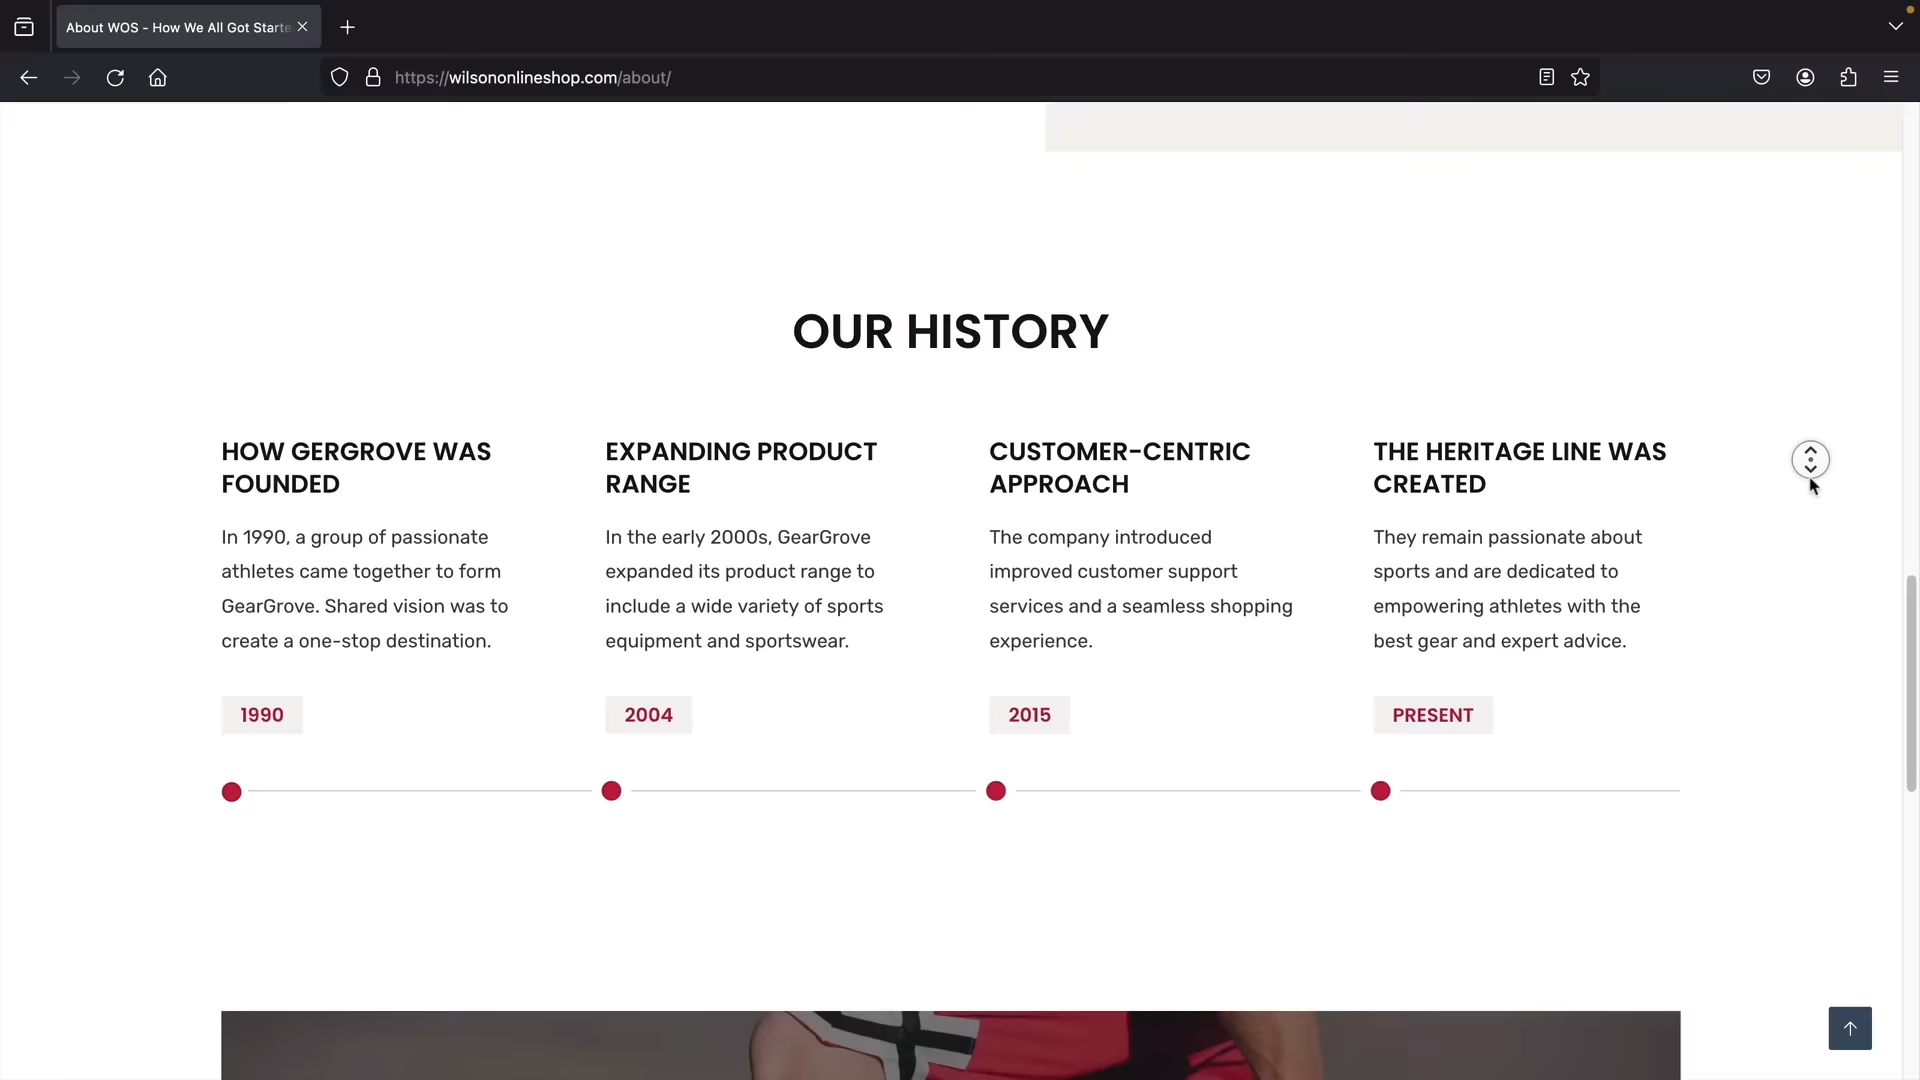 About WOS - How We All Got Starte
https://wilsononlineshop.com/about/
OUR HISTORY
HOW GERGROVE WAS
FOUNDED
In 1990, a group of passionate
athletes came together to form
GearGrove. Shared vision was to
create a one-stop destination.
1990
EXPANDING PRODUCT
RANGE
In the early 2000s, GearGrove
expanded its product range to
include a wide variety of sports
equipment and sportswear.
2004
CUSTOMER-CENTRIC
APPROACH
The company introduced
improved customer support
services and a seamless shopping
experience.
2015
THE HERITAGE LINE WAS
CREATED
They remain passionate about
sports and are dedicated to
empowering athletes with the
best gear and expert advice.
PRESENT